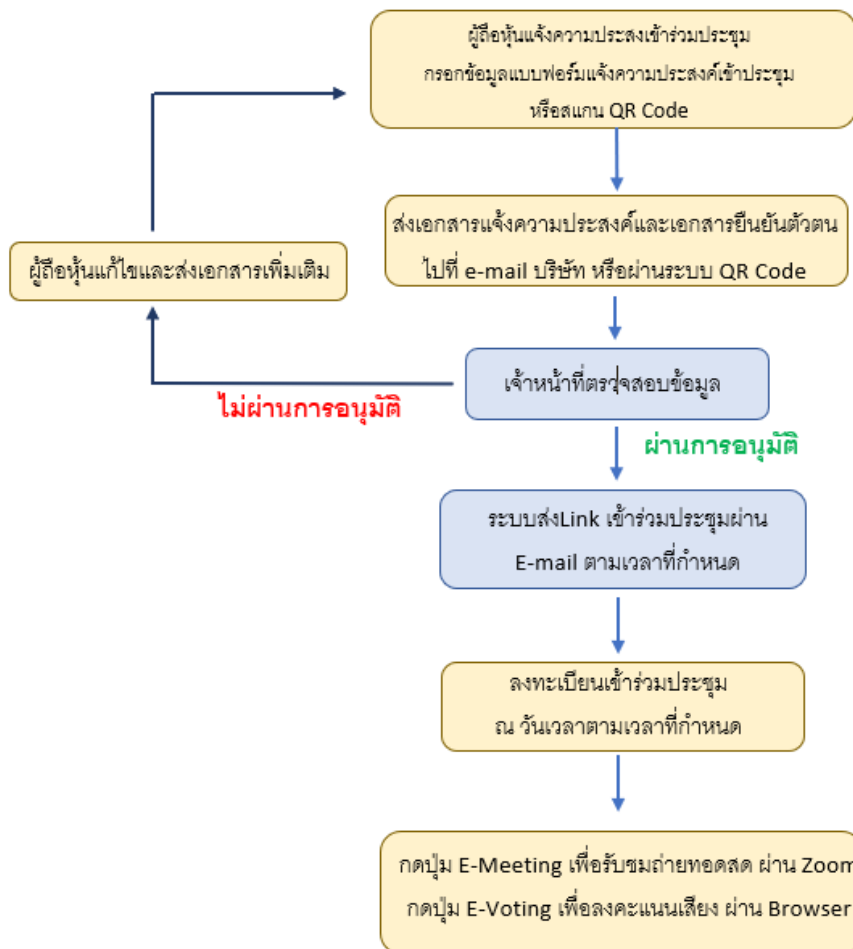 ผู้ถือหุ้นแจ้งความประสงเข้าร่วมประชุม
กรอกข้อมูลแบบฟอร์มแจ้งความประสงค์เข้าประชุม
หรือสแกน QR Code
ส่งเอกสารแจ้งความประสงค์และเอกสารยืนยันตัวตน
ไปที่ e-mail บริษัท หรือผ่านระบบ QR Code
ผู้ถือหุ้นแก้ไขและส่งเอกสารเพิ่มเติม
เจ้าหน้าที่ตรวจสอบข้อมูล
ไม่ผ่านการอนุมัติ
ผ่านการอนุมัติ
ระบบส่งLink เข้าร่วมประชุมผ่าน
E-mail ตามเวลาที่กำหนด
ลงทะเบียนเข้าร่วมประชุม
ณ วันเวลาตามเวลาที่กำหนด
กดปุ่ม E-Meeting เพื่อรับชมถ่ายทอดสด ผ่าน Zoom
กดปุ่ม E-Voting เพื่อลงคะแนนเสียง ผ่าน Browser